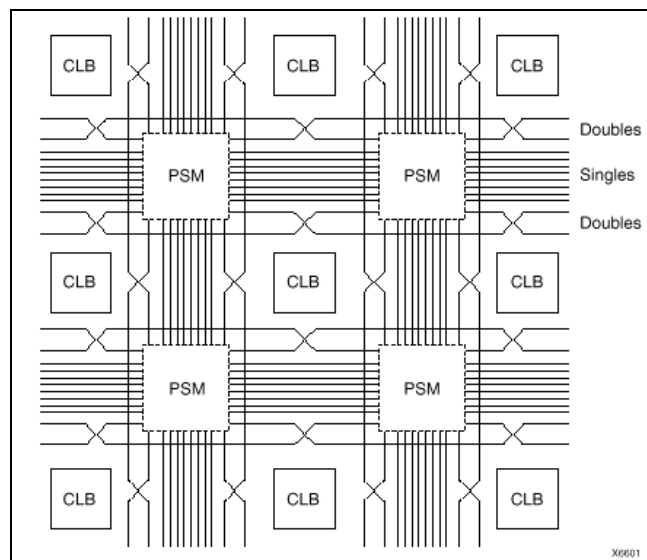 CLB CLB CLB
Doubles
PSM PSM Singles
Doubles
CLB CLB CLB
PSM PSM
CLB CLB CLB
X6601